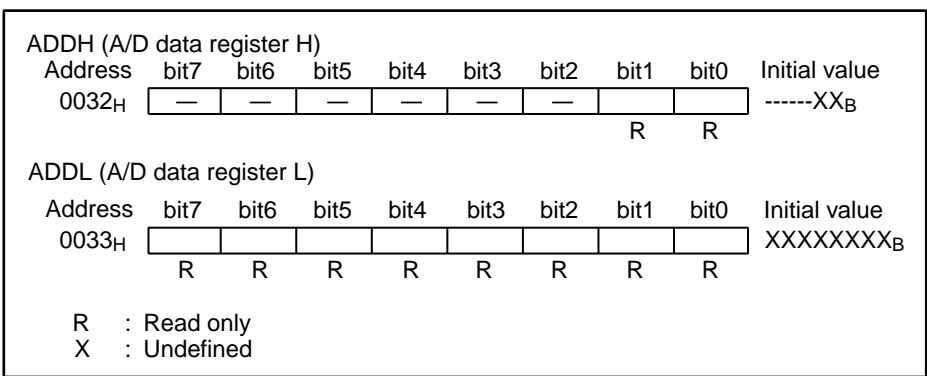 ADDH (A/D data register H)
Address bit7 bit6 bit5 bit4 bit3 bit2 bit1 bit0 Initial value
0032H — — — — — — ------XXB
R R
ADDL (A/D data register L)
Address bit7 bit6 bit5 bit4 bit3 bit2 bit1 bit0 Initial value
0033H XXXXXXXXB
R R R R R R R R
R : Read only
X : Undefined